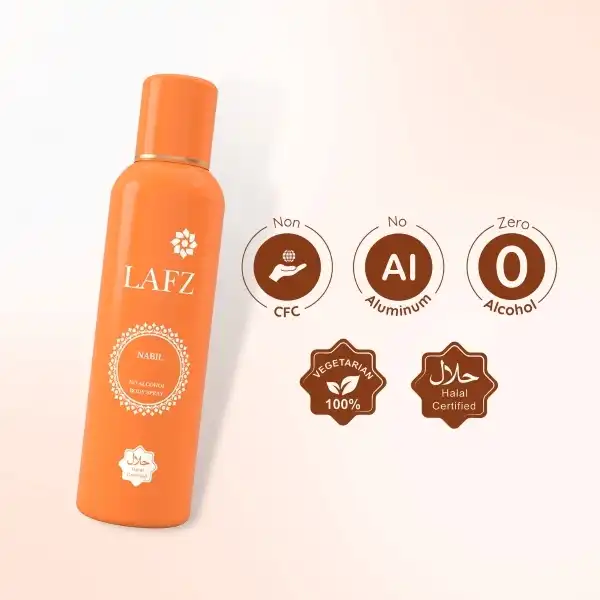 LAFZ
NABIL
NO ALCOHOL
BODY SPRAY
حلال
Halal
Certified
Non
CFC
No
Al
Aluminum
Zero
0
Alcohol
VEGETARIAN
100%
حلال
Halal
Certified